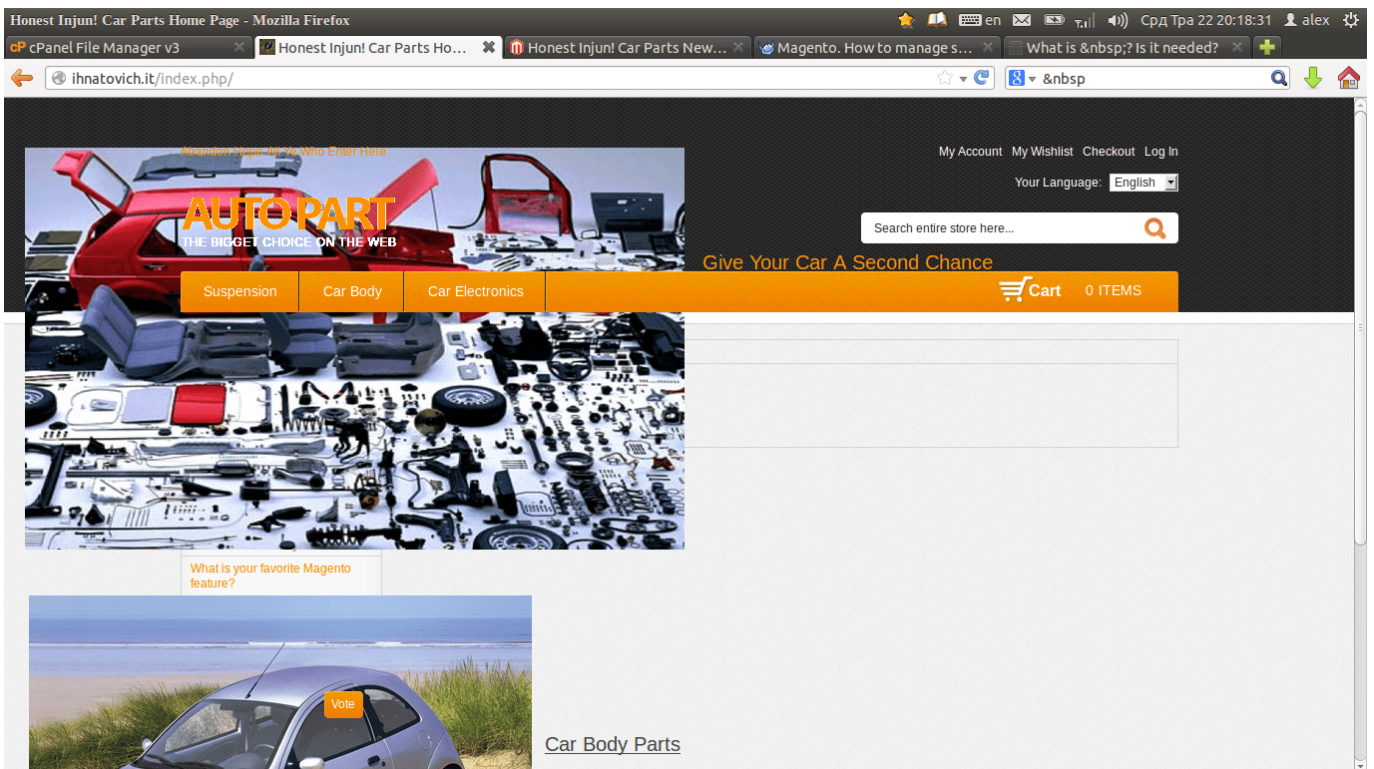 Honest Injun! Car Parts Home Page - Mozilla Firefox
en
Срд Тра 22 20:18:31
alex
cP cPanel File Manager v3
Honest Injun! Car Parts Ho...
Honest Injun! Car Parts New...
Magento. How to manage s...
What is &nbsp;? Is it needed?
ihnatovich.it/index.php/
8
&nbsp
Abandon Hope All Ye Who Enter Here
My Account My Wishlist Checkout Log In
Your Language: English
AUTO PART
THE BIGGET CHOICE ON THE WEB
Search entire store here...
Give Your Car A Second Chance
Suspension Car Body Car Electronics Cart 0 ITEMS
What is your favorite Magento
feature?
Vote
Car Body Parts